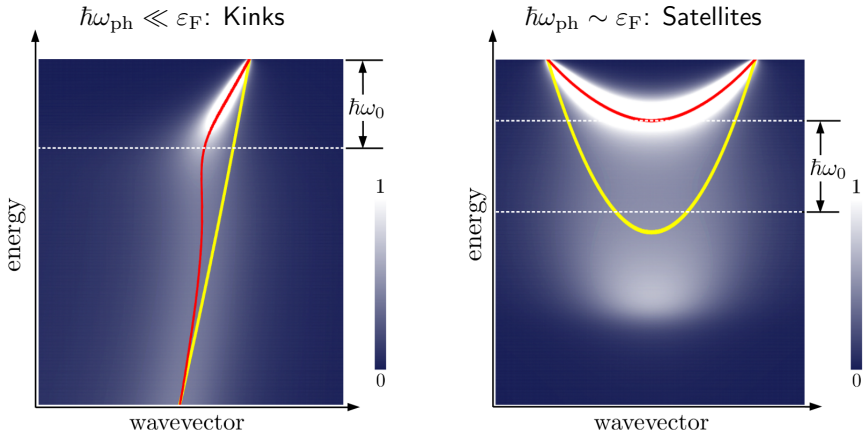 ℏω_ph ≪ ε_F: Kinks
ℏω_0
energy
1
0
wavevector
ℏω_ph ∼ ε_F: Satellites
ℏω_0
energy
1
0
wavevector